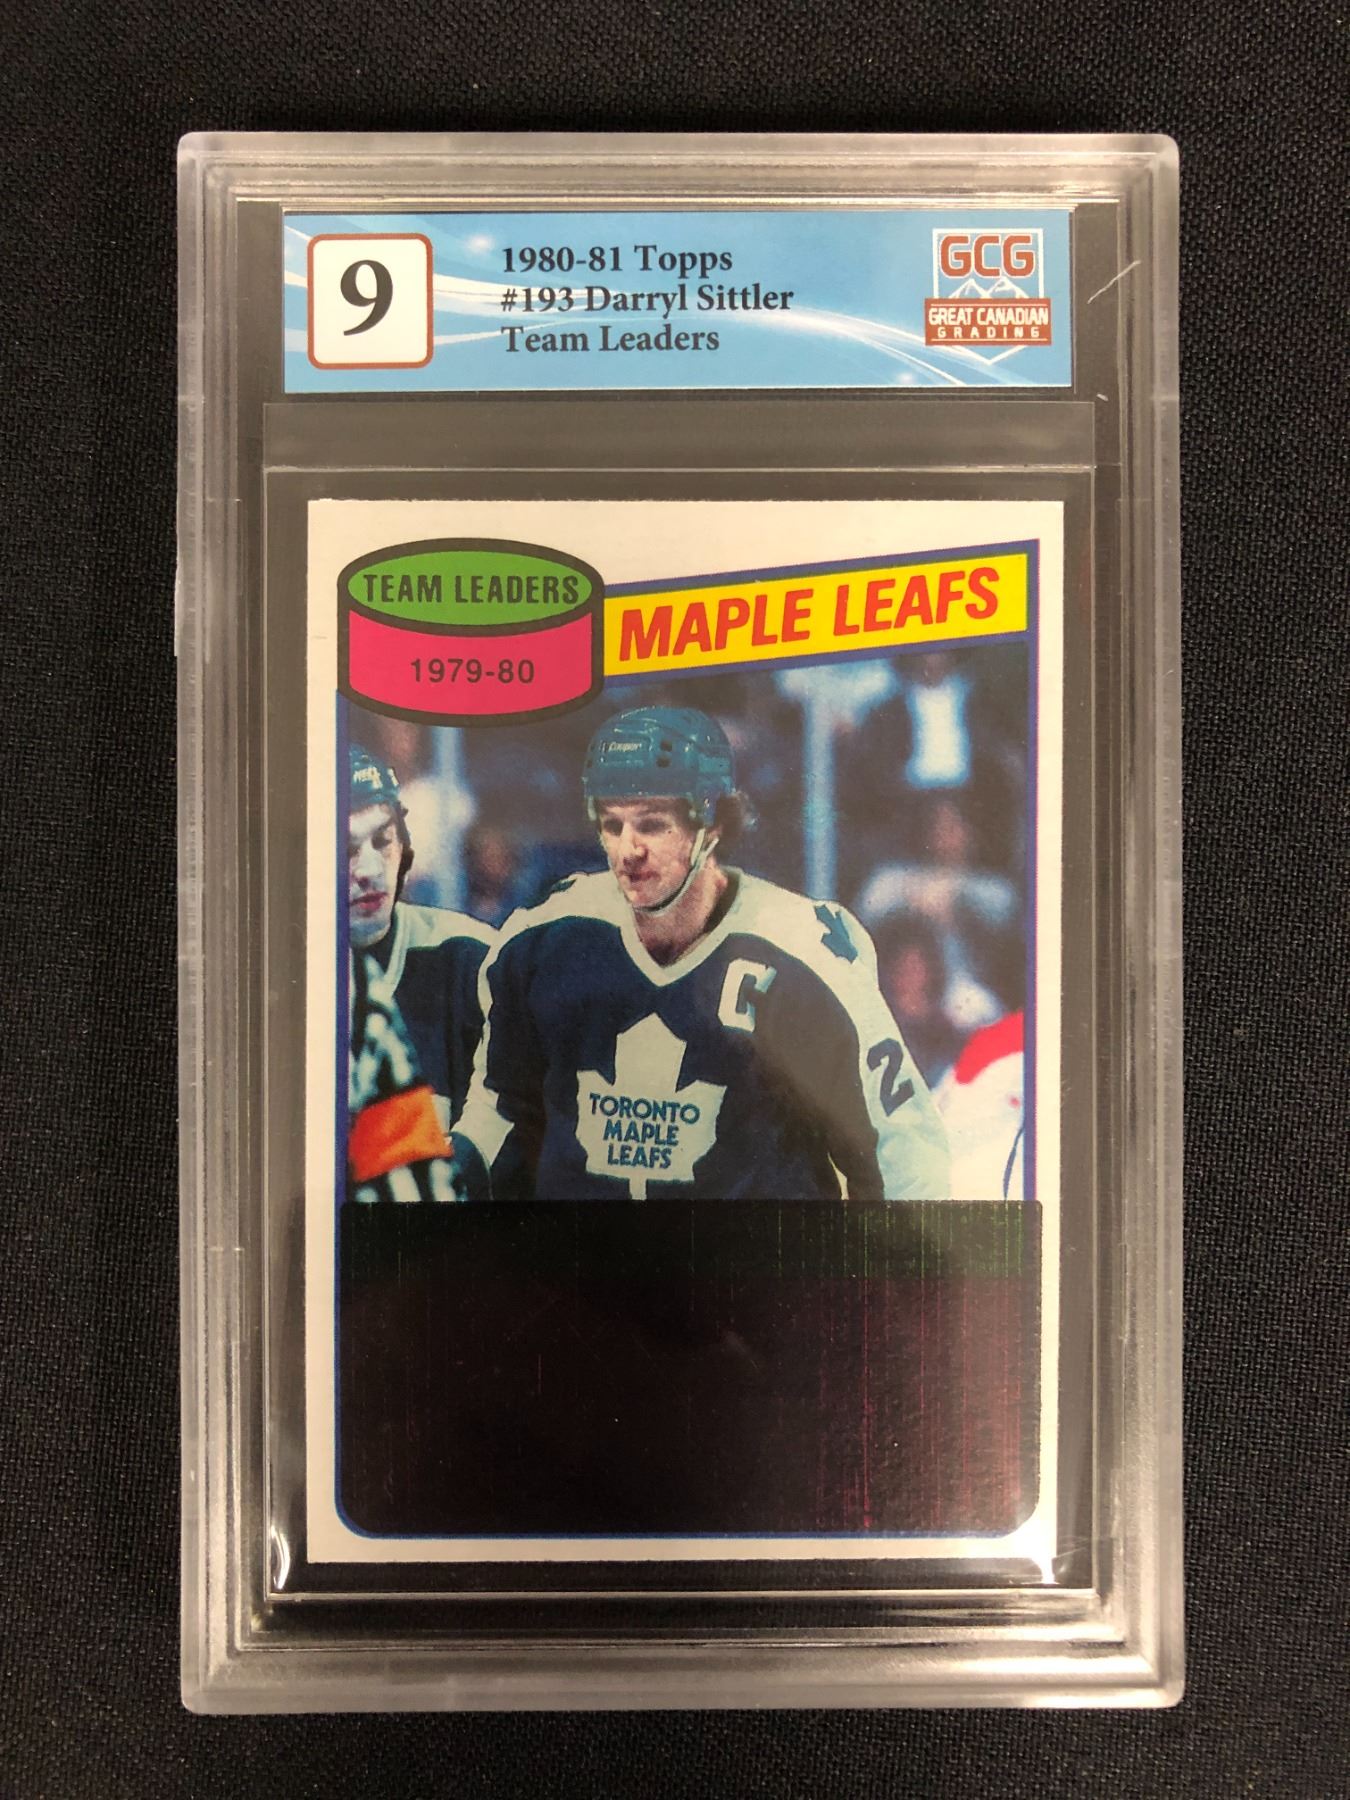 9
1980-81 Topps
#193 Darryl Sittler
Team Leaders
GCG
GREAT CANADIAN
GRADING
TEAM LEADERS
1979-80
MAPLE LEAFS
Cooper
C
2
TORONTO
MAPLE
LEAFS